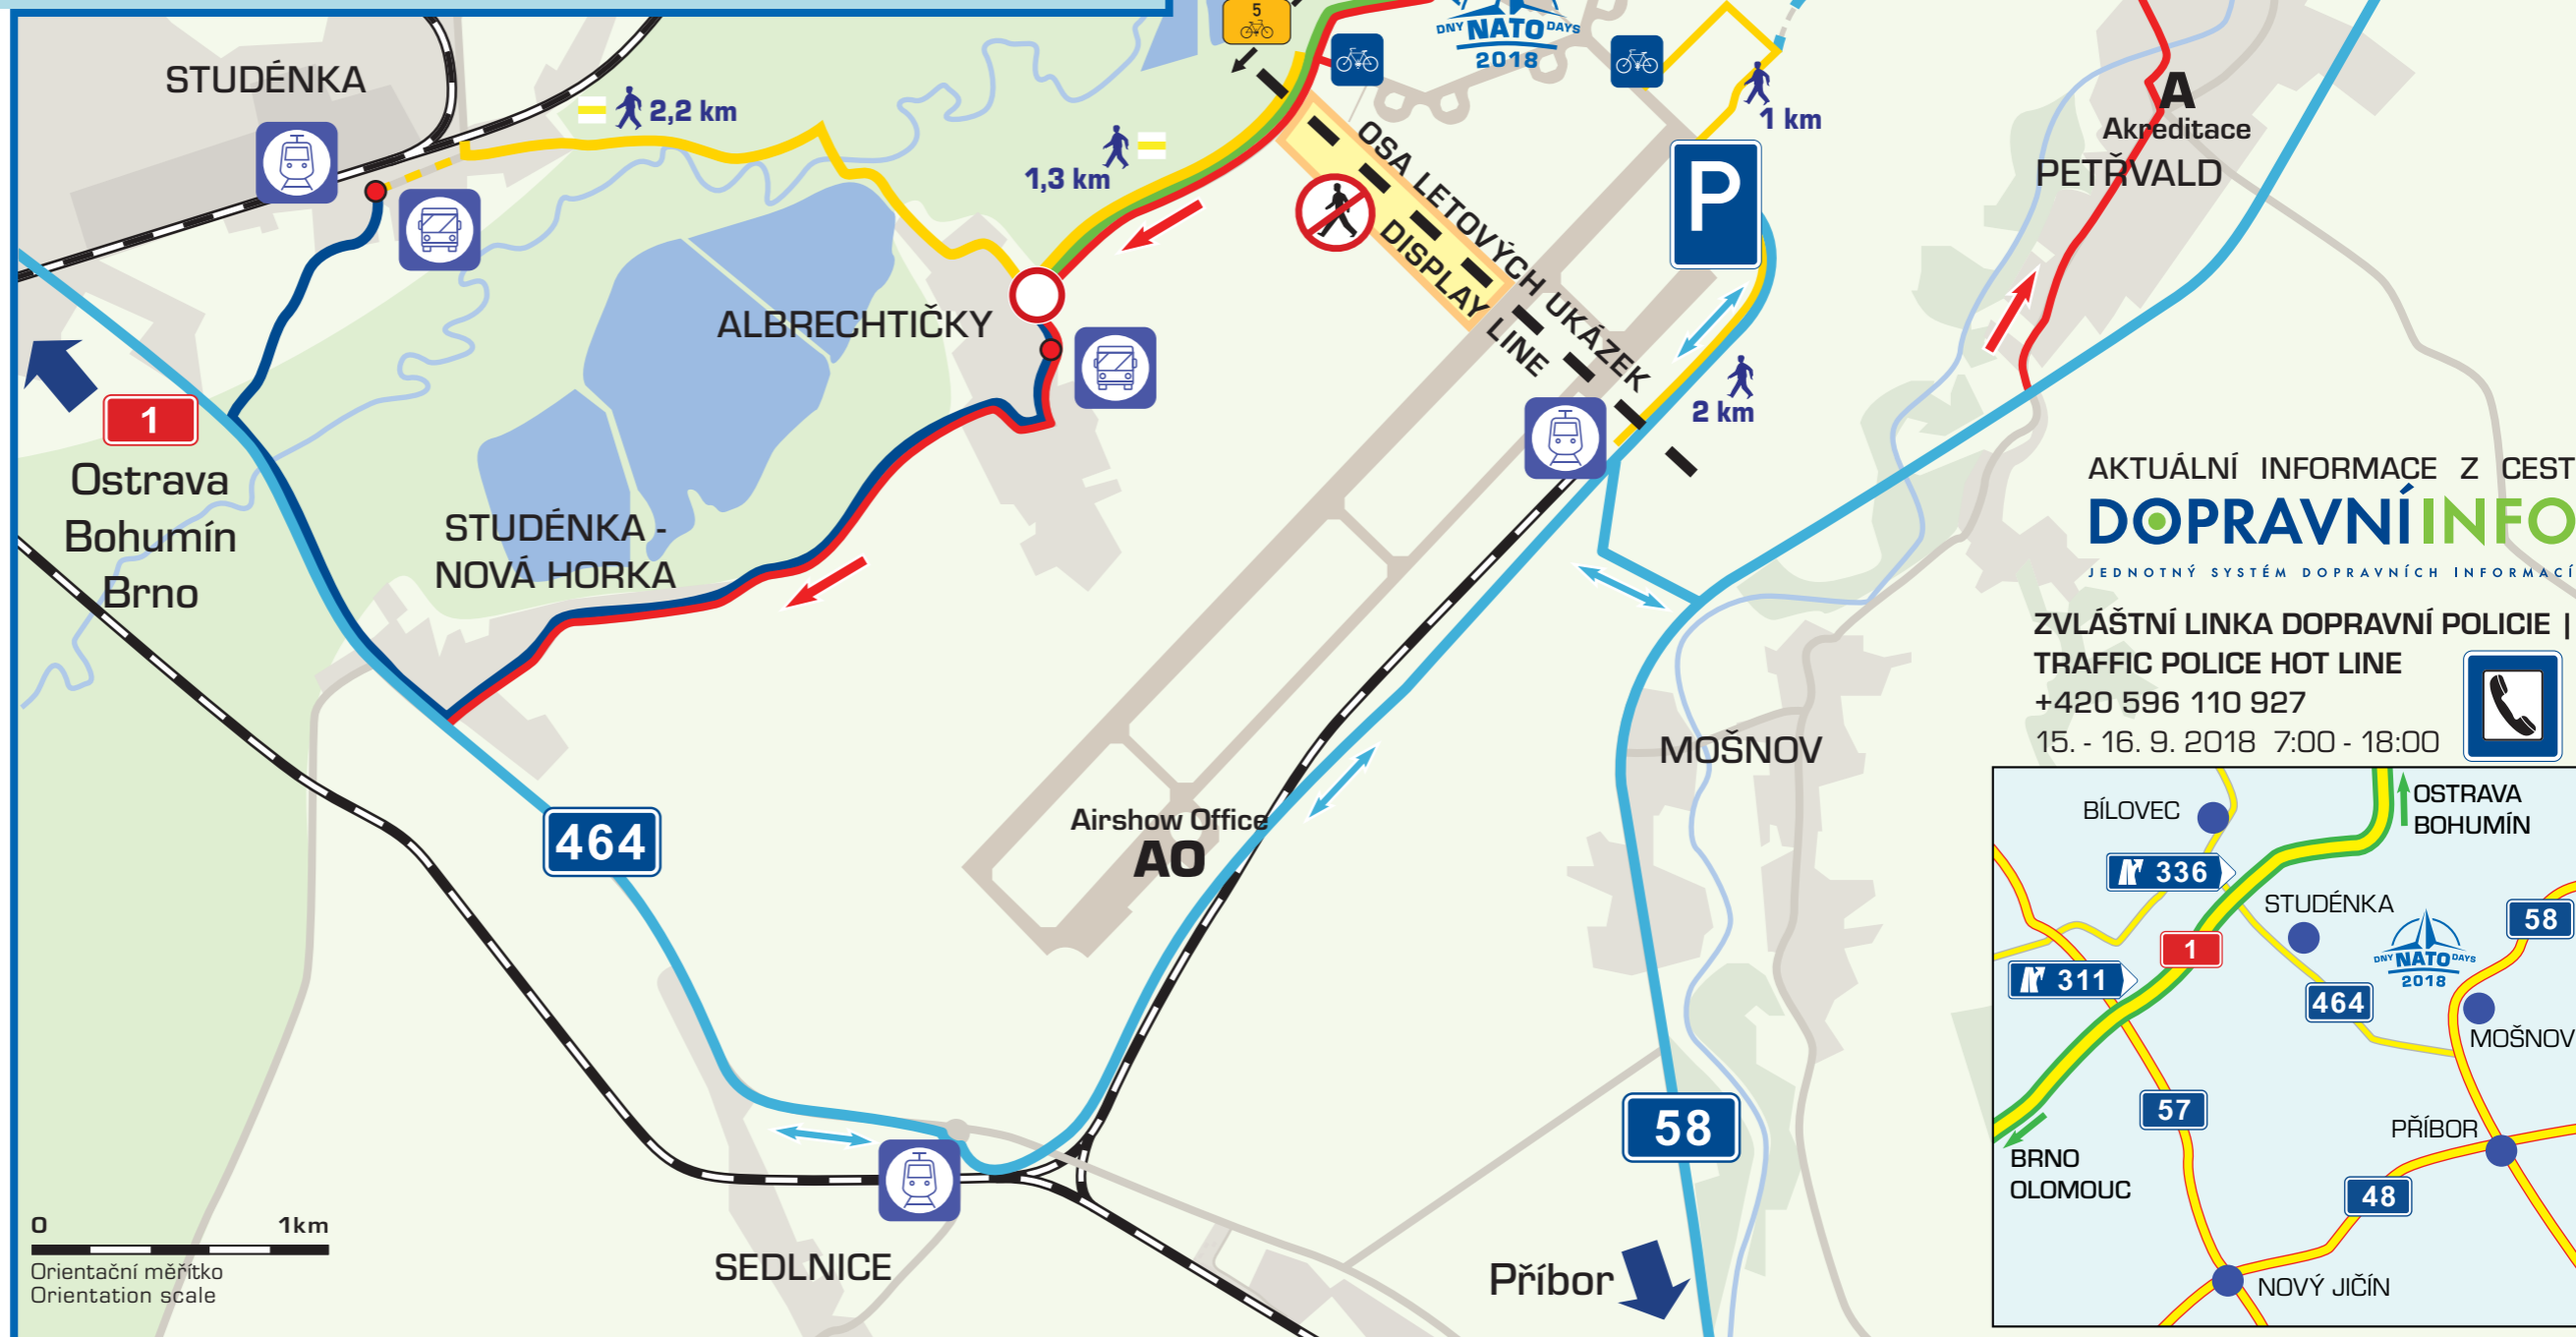 5
DNY NATO DAYS
2018
STUDÉNKA
2,2 km
1,3 km
1 km
A
Akreditace
PETŘVALD
P
OSA LETOVÝCH UKÁZEK
DISPLAY LINE
ALBRECHTIČKY
2 km
1
Ostrava
Bohumín
Brno
STUDÉNKA -
NOVÁ HORKA
AKTUÁLNÍ INFORMACE Z CEST
DOPRAVNÍINFO
JEDNOTNÝ SYSTÉM DOPRAVNÍCH INFORMACÍ
ZVLÁŠTNÍ LINKA DOPRAVNÍ POLICIE |
TRAFFIC POLICE HOT LINE
+420 596 110 927
15. - 16. 9. 2018 7:00 - 18:00
MOŠNOV
464
Airshow Office
AO
58
SEDLNICE
Příbor
0 1km
Orientační měřítko
Orientation scale
OSTRAVA
BOHUMÍN
BÍLOVEC
336
STUDÉNKA
58
1
DNY NATO DAYS
2018
311
464
MOŠNOV
57
PŘÍBOR
BRNO
OLOMOUC
48
NOVÝ JIČÍN